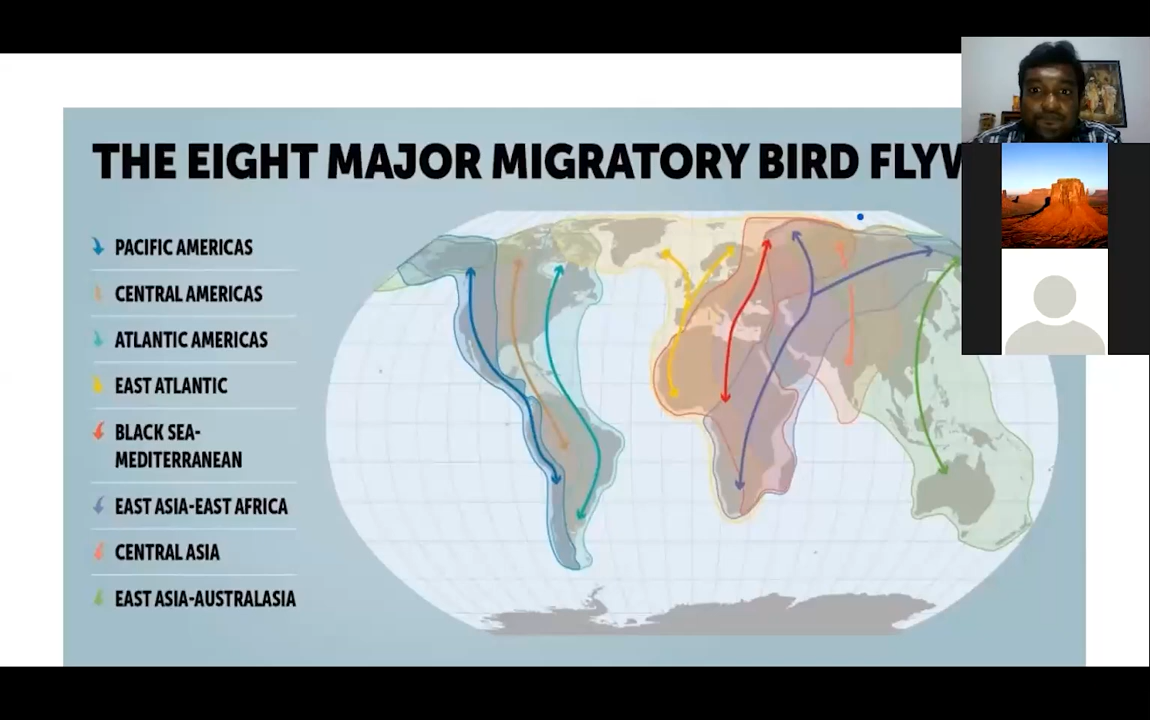 THE EIGHT MAJOR MIGRATORY BIRD
PACIFIC AMERICAS
CENTRAL AMERICAS
ATLANTIC AMERICAS
EAST ATLANTIC
BLACK SEA-
MEDITERRANEAN
EAST ASIA-EAST AFRICA
CENTRAL ASIA
EAST ASIA-AUSTRALASIA